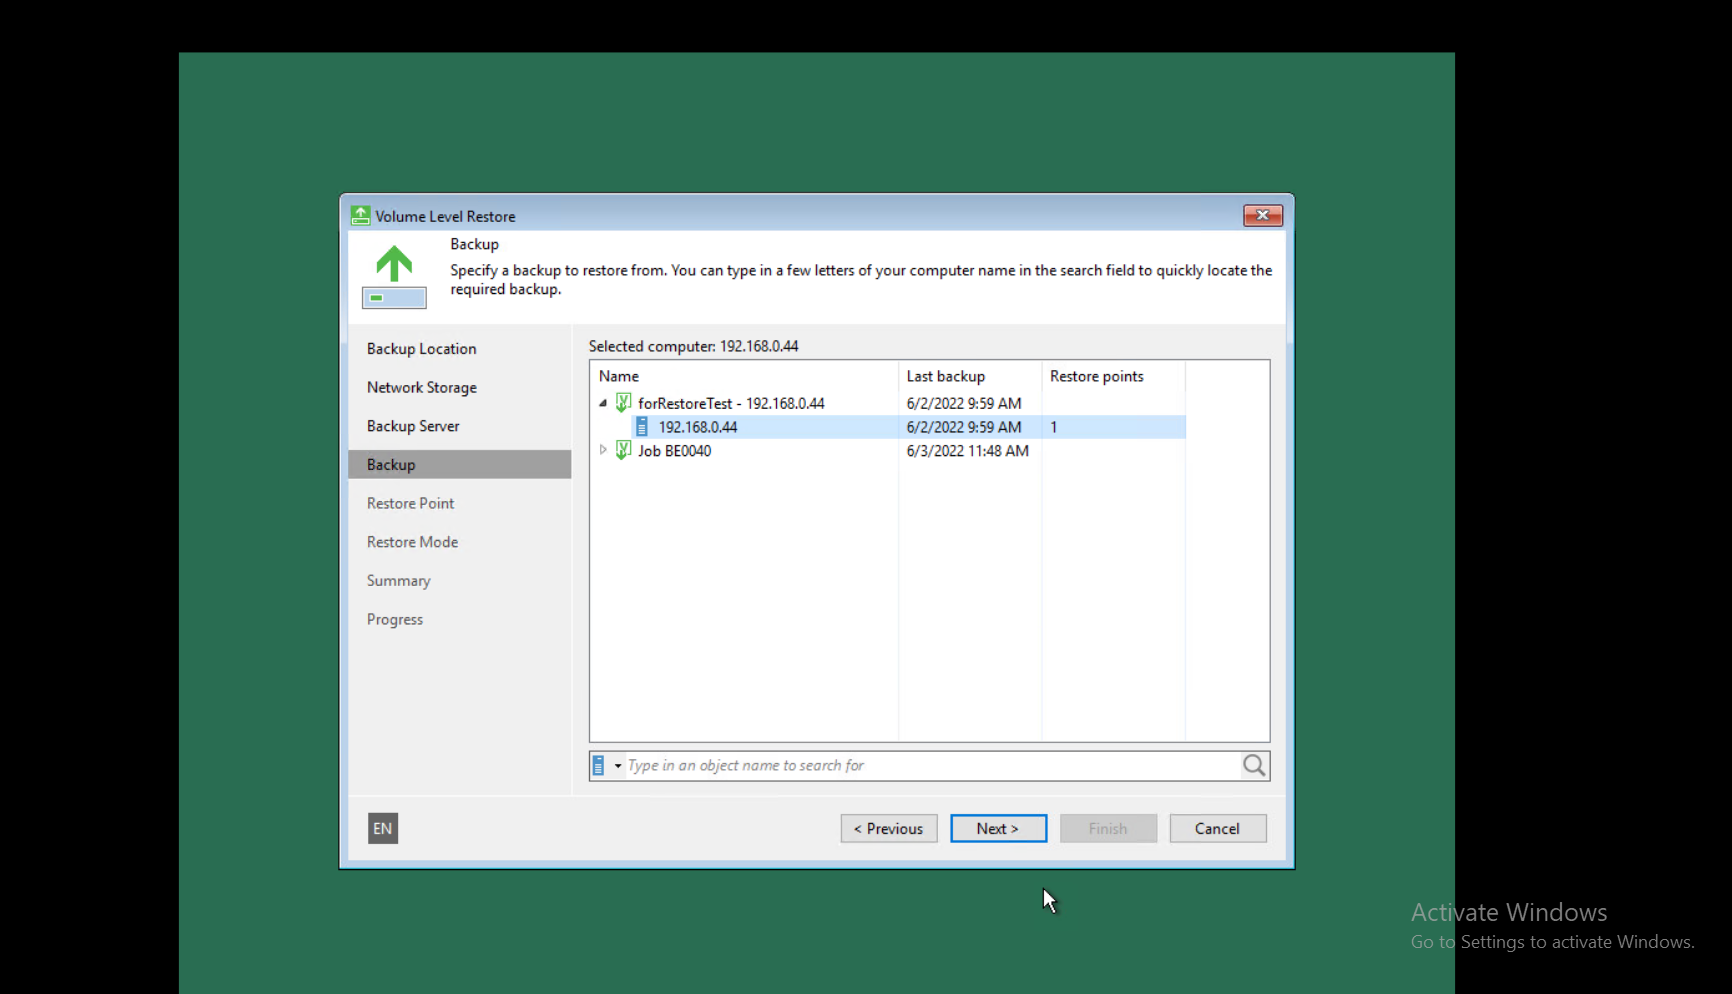 Volume Level Restore
Backup
Specify a backup to restore from. You can type in a few letters of your computer name in the search field to quickly locate the
required backup.
Backup Location
Network Storage
Backup Server
Backup
Restore Point
Restore Mode
Summary
Progress
Selected computer: 192.168.0.44
Name Last backup Restore points
forRestoreTest - 192.168.0.44 6/2/2022 9:59 AM
192.168.0.44 6/2/2022 9:59 AM 1
Job BE0040 6/3/2022 11:48 AM
Type in an object name to search for
EN
< Previous Next > Finish Cancel
Activate Windows
Go to Settings to activate Windows.